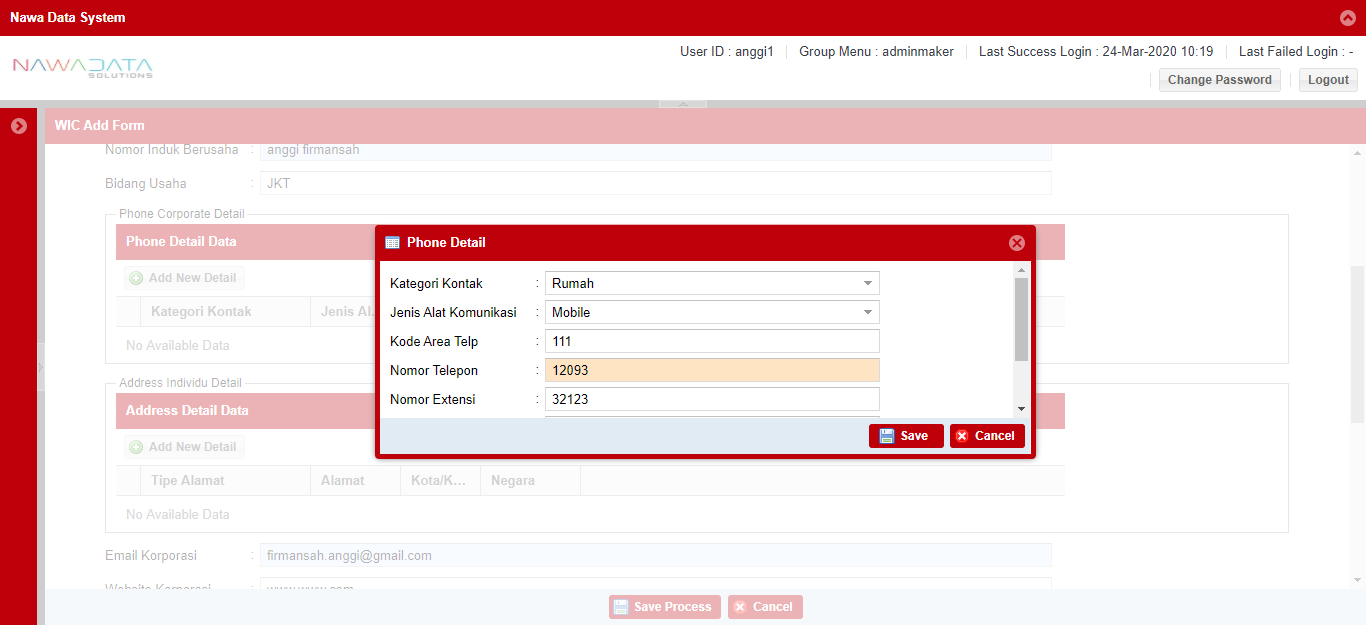 Nawa Data System
User ID : anggi1 Group Menu : adminmaker Last Success Login : 24-Mar-2020 10:19 Last Failed Login : -
NAWADATA
SOLUTIONS
Change Password Logout
WIC Add Form
Nomor Induk Berusaha : anggi firmansah
Bidang Usaha : JKT
Phone Corporate Detail
Phone Detail Data
Add New Detail
Kategori Kontak Jenis Al...
No Available Data
Phone Detail
Kategori Kontak : Rumah
Jenis Alat Komunikasi : Mobile
Kode Area Telp : 111
Nomor Telepon : 12093
Nomor Extensi : 32123
Save Cancel
Address Individu Detail
Address Detail Data
Add New Detail
Tipe Alamat Alamat Kota/K... Negara
No Available Data
Email Korporasi : firmansah.anggi@gmail.com
Website Korporasi : www.www.com
Save Process Cancel